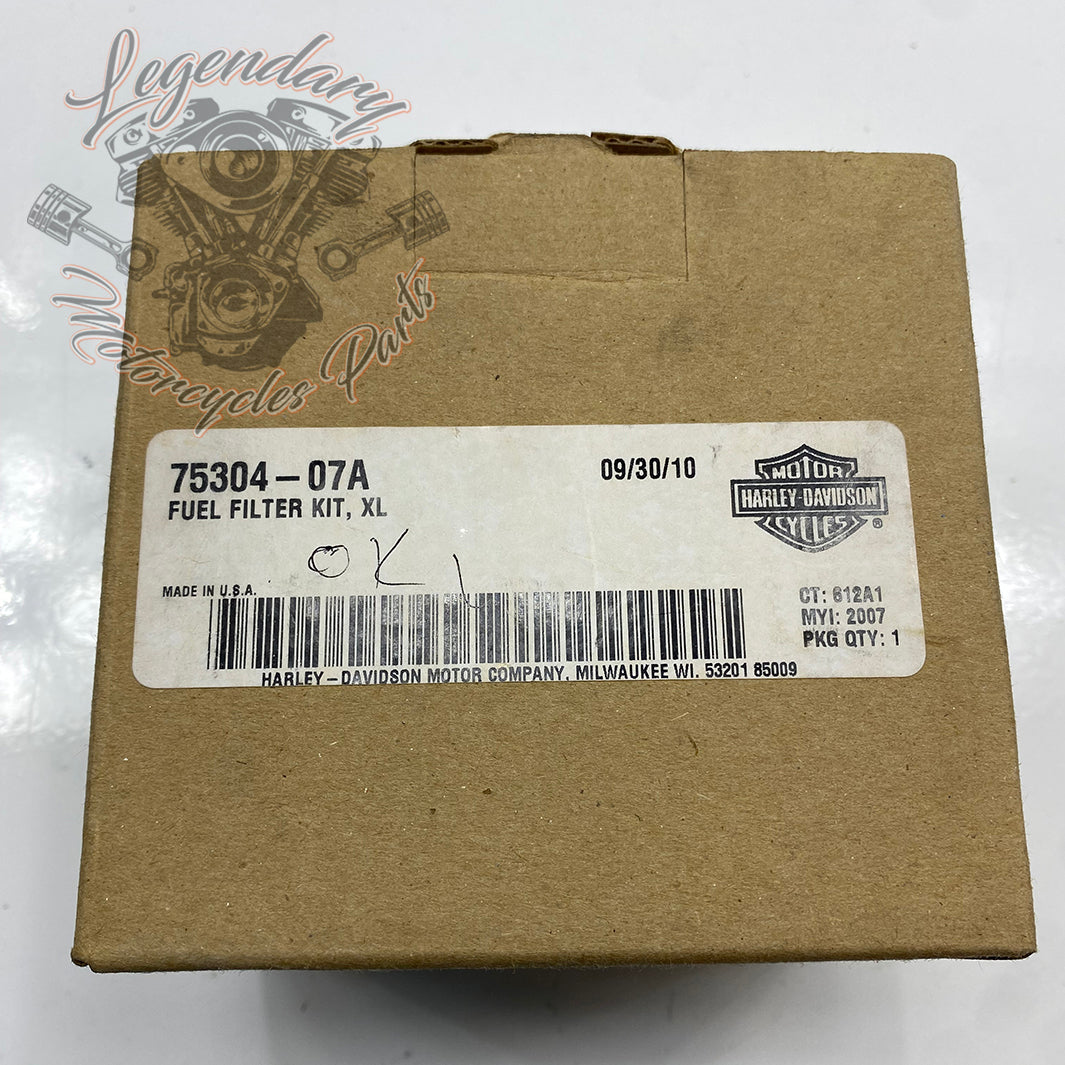 Legendary
Motorcycles Parts
75304-07A
09/30/10
FUEL FILTER KIT, XL
MOTOR
HARLEY-DAVIDSON
CYCLES
®
OK
MADE IN U.S.A.
CT: 612A1
MYI: 2007
PKG QTY: 1
HARLEY-DAVIDSON MOTOR COMPANY, MILWAUKEE WI. 53201 85009